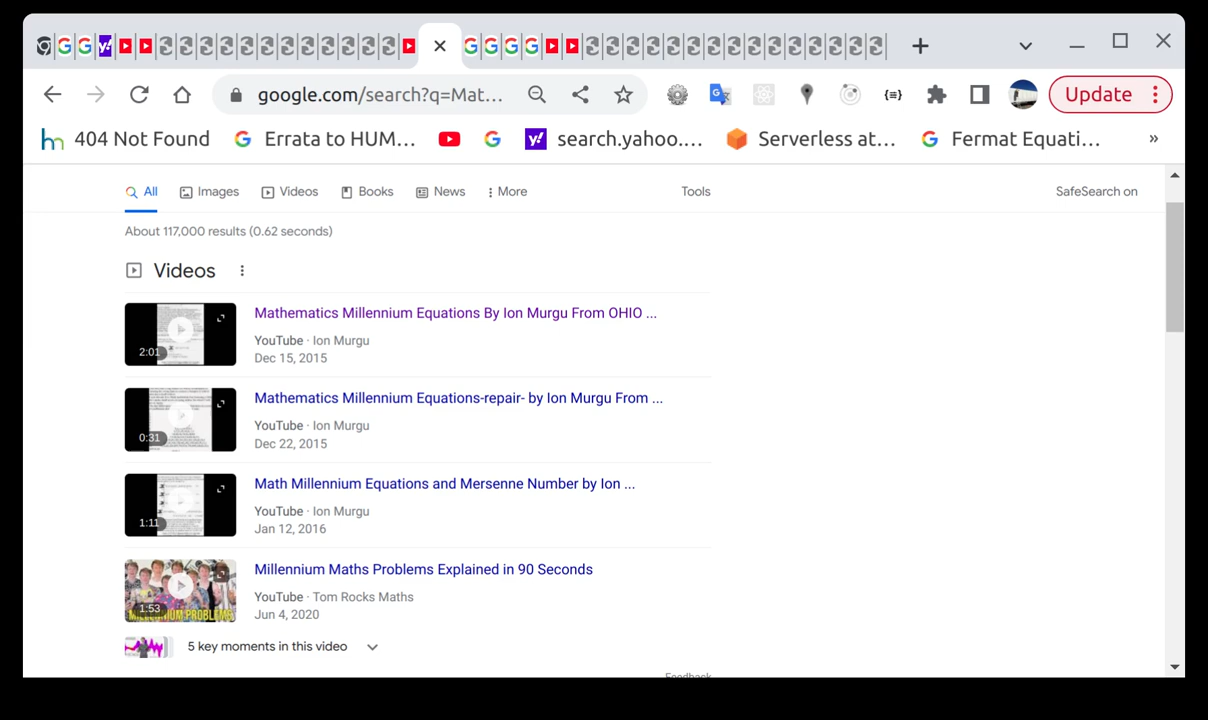 google.com/search?q=Mat...
Update
404 Not Found
Errata to HUM...
search.yahoo....
Serverless at...
Fermat Equati...
»
All
Images
Videos
Books
News
More
Tools
SafeSearch on
About 117,000 results (0.62 seconds)
Videos
Mathematics Millennium Equations By Ion Murgu From OHIO ...
YouTube · Ion Murgu
2:01
Dec 15, 2015
Mathematics Millennium Equations-repair- by Ion Murgu From ...
YouTube · Ion Murgu
0:31
Dec 22, 2015
Math Millennium Equations and Mersenne Number by Ion ...
YouTube · Ion Murgu
1:11
Jan 12, 2016
Millennium Maths Problems Explained in 90 Seconds
YouTube · Tom Rocks Maths
1:53
Jun 4, 2020
5 key moments in this video
Feedback